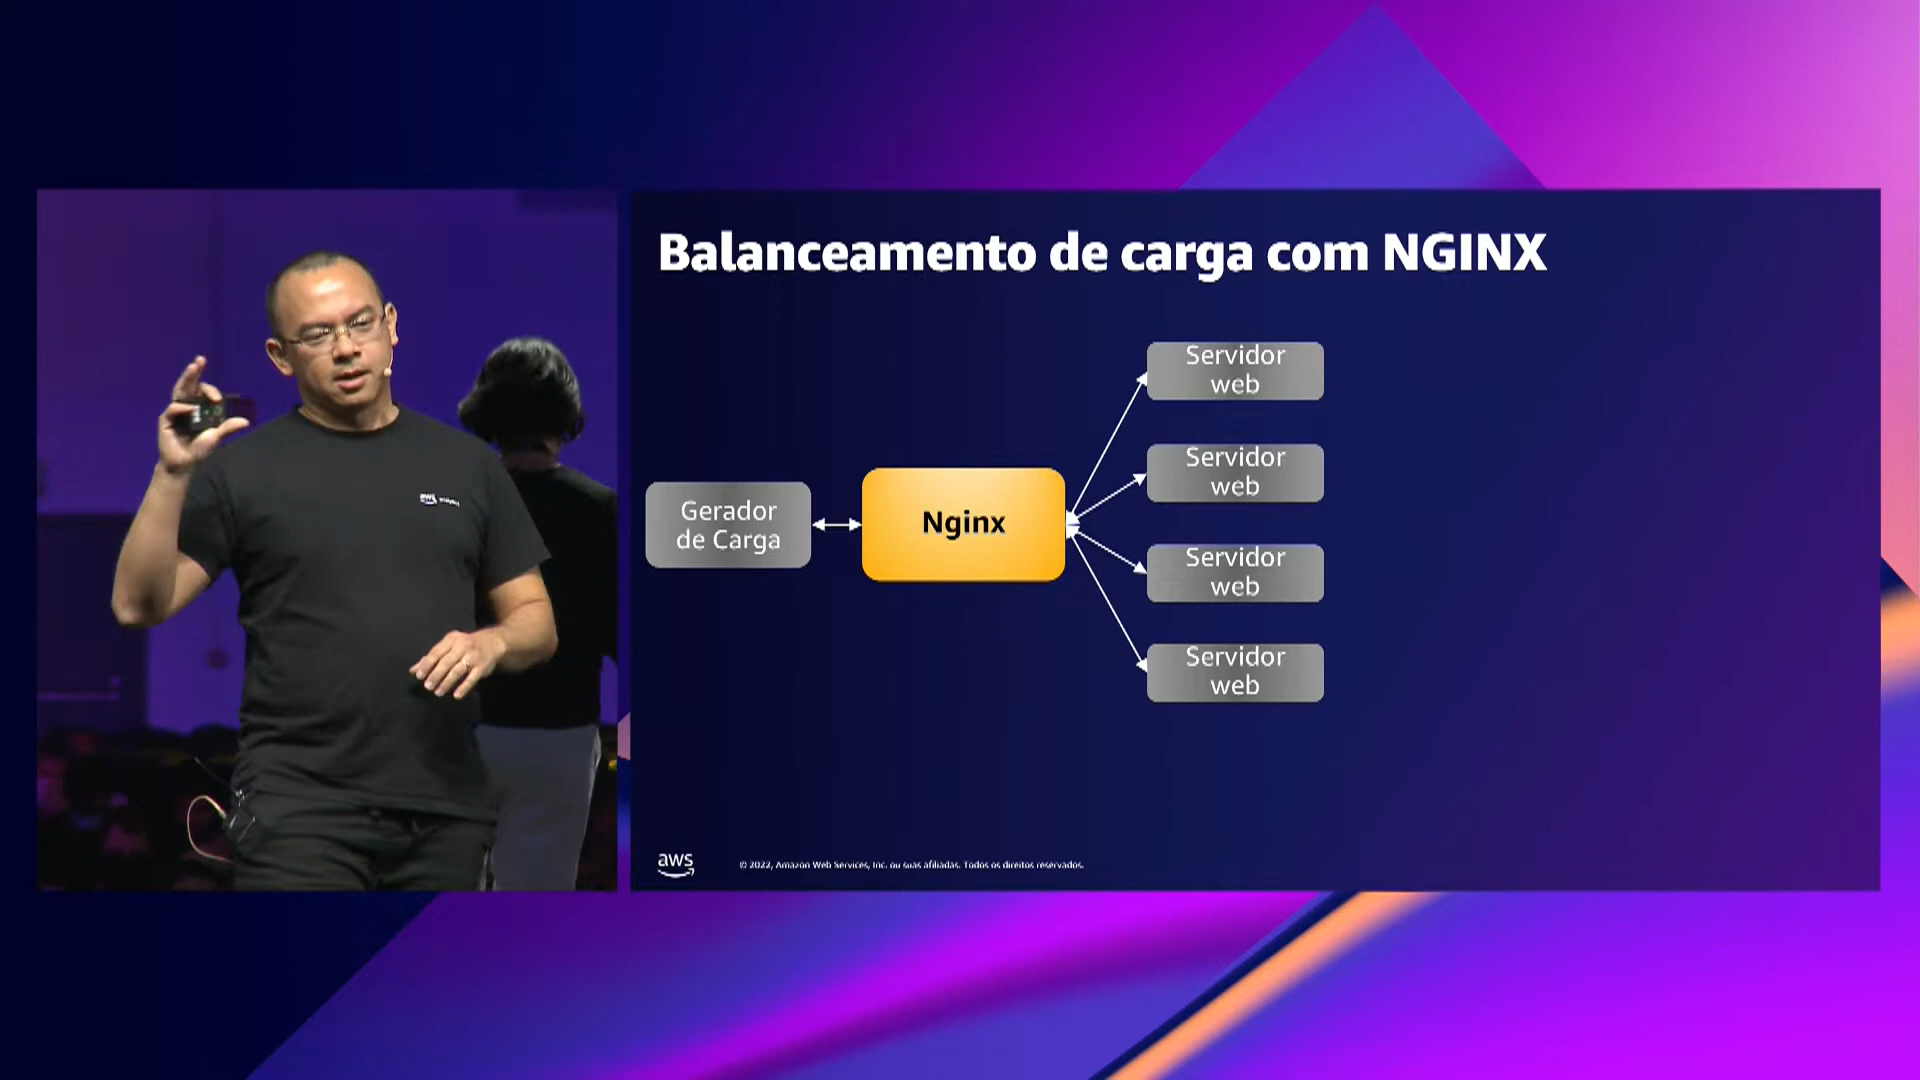 Balanceamento de carga com NGINX
Servidor
web
Servidor
web
Gerador
de Carga
Nginx
Servidor
web
Servidor
web
aws
© 2022, Amazon Web Services, Inc. ou suas afiliadas. Todos os direitos reservados.
aws